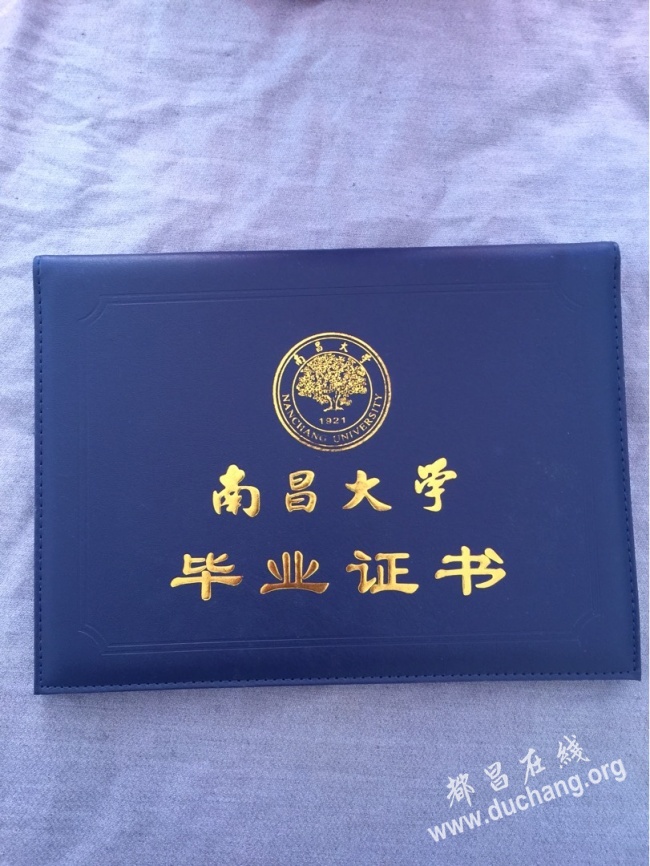 南昌大学
1921
NANCHANG UNIVERSITY
南昌大学
毕业证书
都昌在线
www.duchang.org